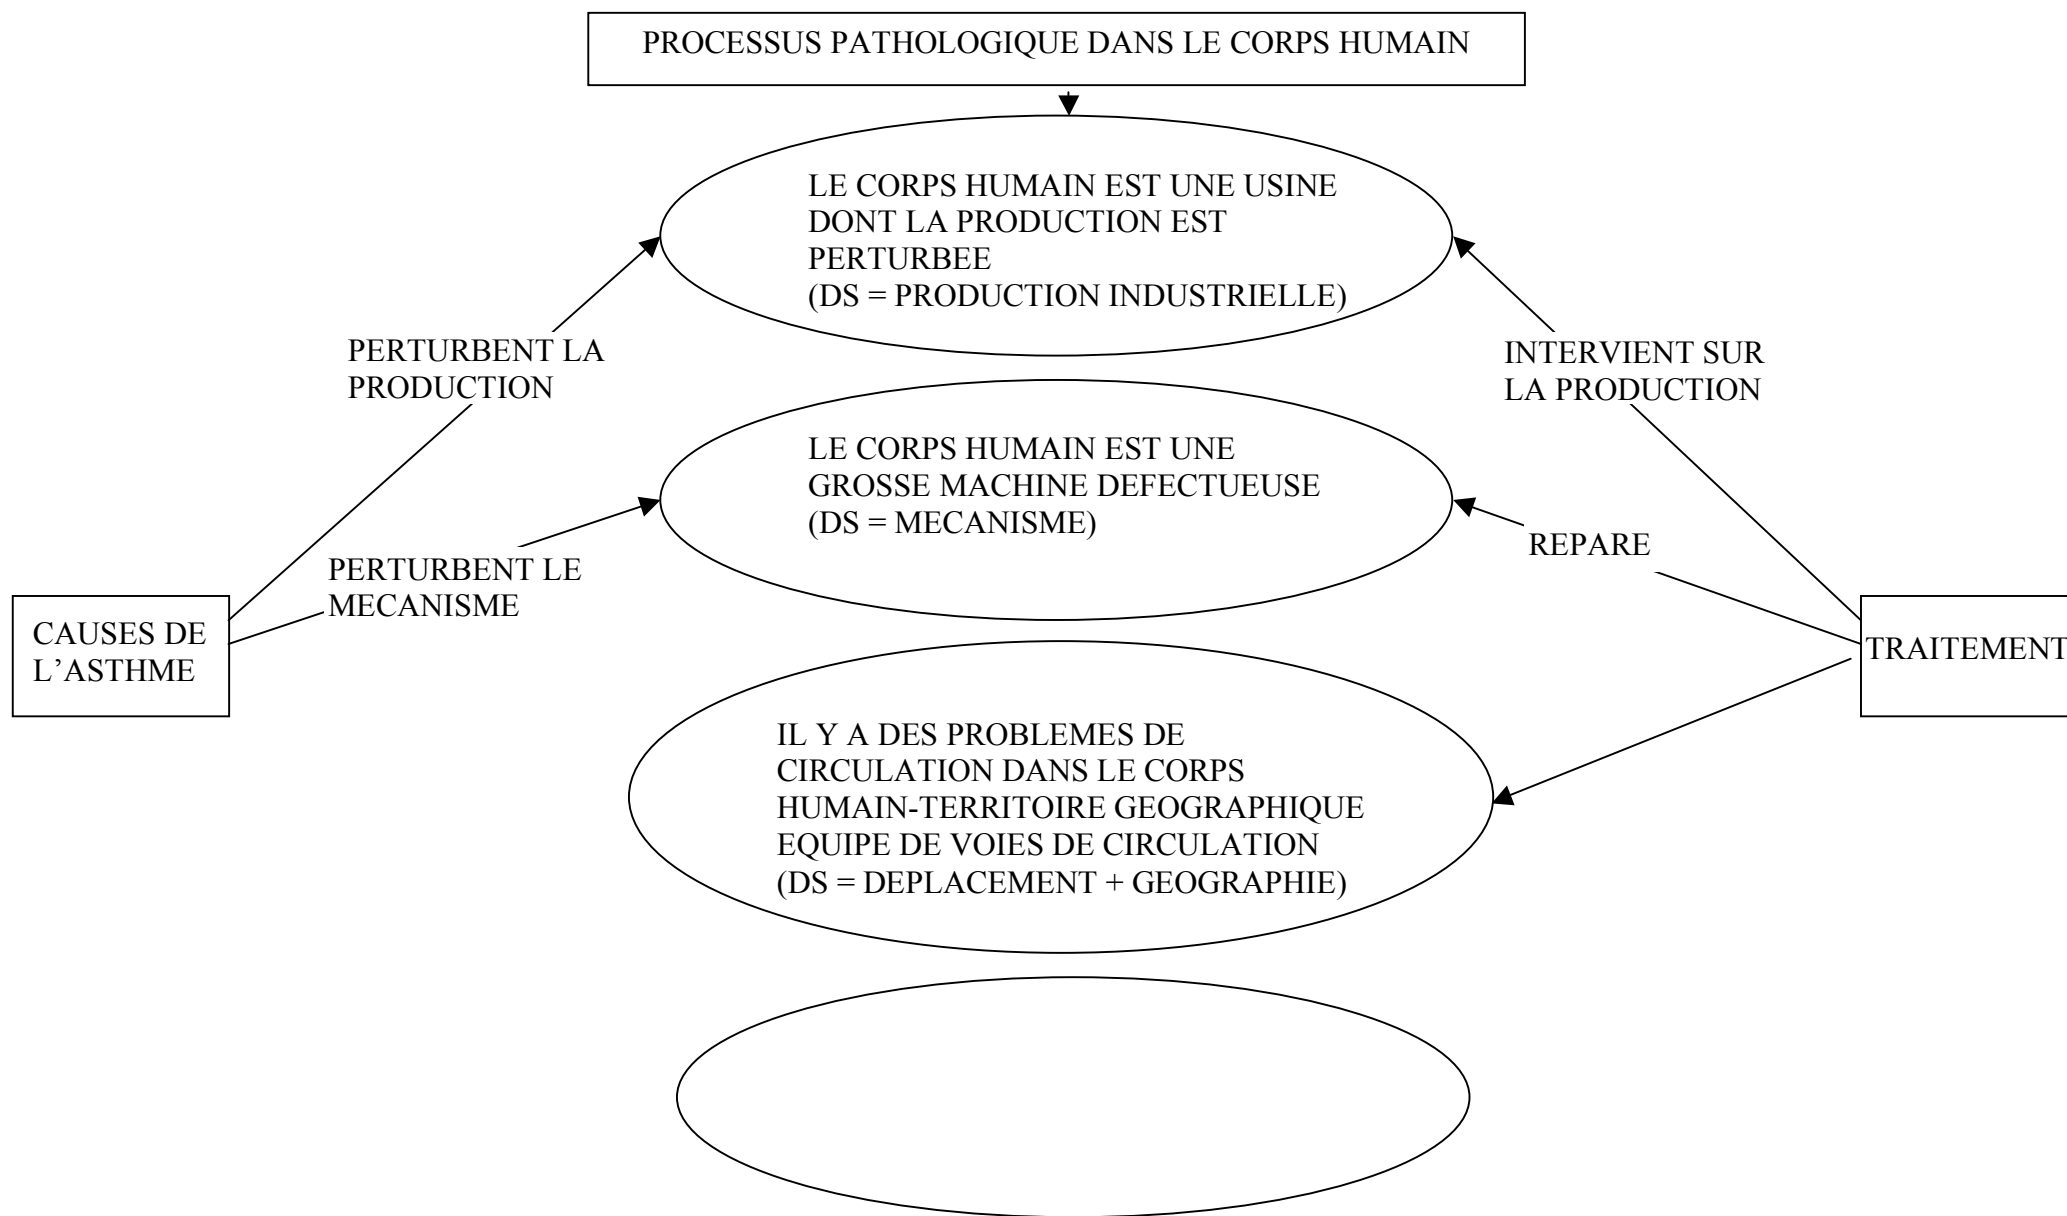 PROCESSUS PATHOLOGIQUE DANS LE CORPS HUMAIN
LE CORPS HUMAIN EST UNE USINE
DONT LA PRODUCTION EST
PERTURBEE
(DS = PRODUCTION INDUSTRIELLE)
PERTURBENT LA
PRODUCTION
INTERVIENT SUR
LA PRODUCTION
LE CORPS HUMAIN EST UNE
GROSSE MACHINE DEFECTUEUSE
(DS = MECANISME)
PERTURBENT LE
MECANISME
REPARE
CAUSES DE
L’ASTHME
TRAITEMENT
IL Y A DES PROBLEMES DE
CIRCULATION DANS LE CORPS
HUMAIN-TERRITOIRE GEOGRAPHIQUE
EQUIPE DE VOIES DE CIRCULATION
(DS = DEPLACEMENT + GEOGRAPHIE)